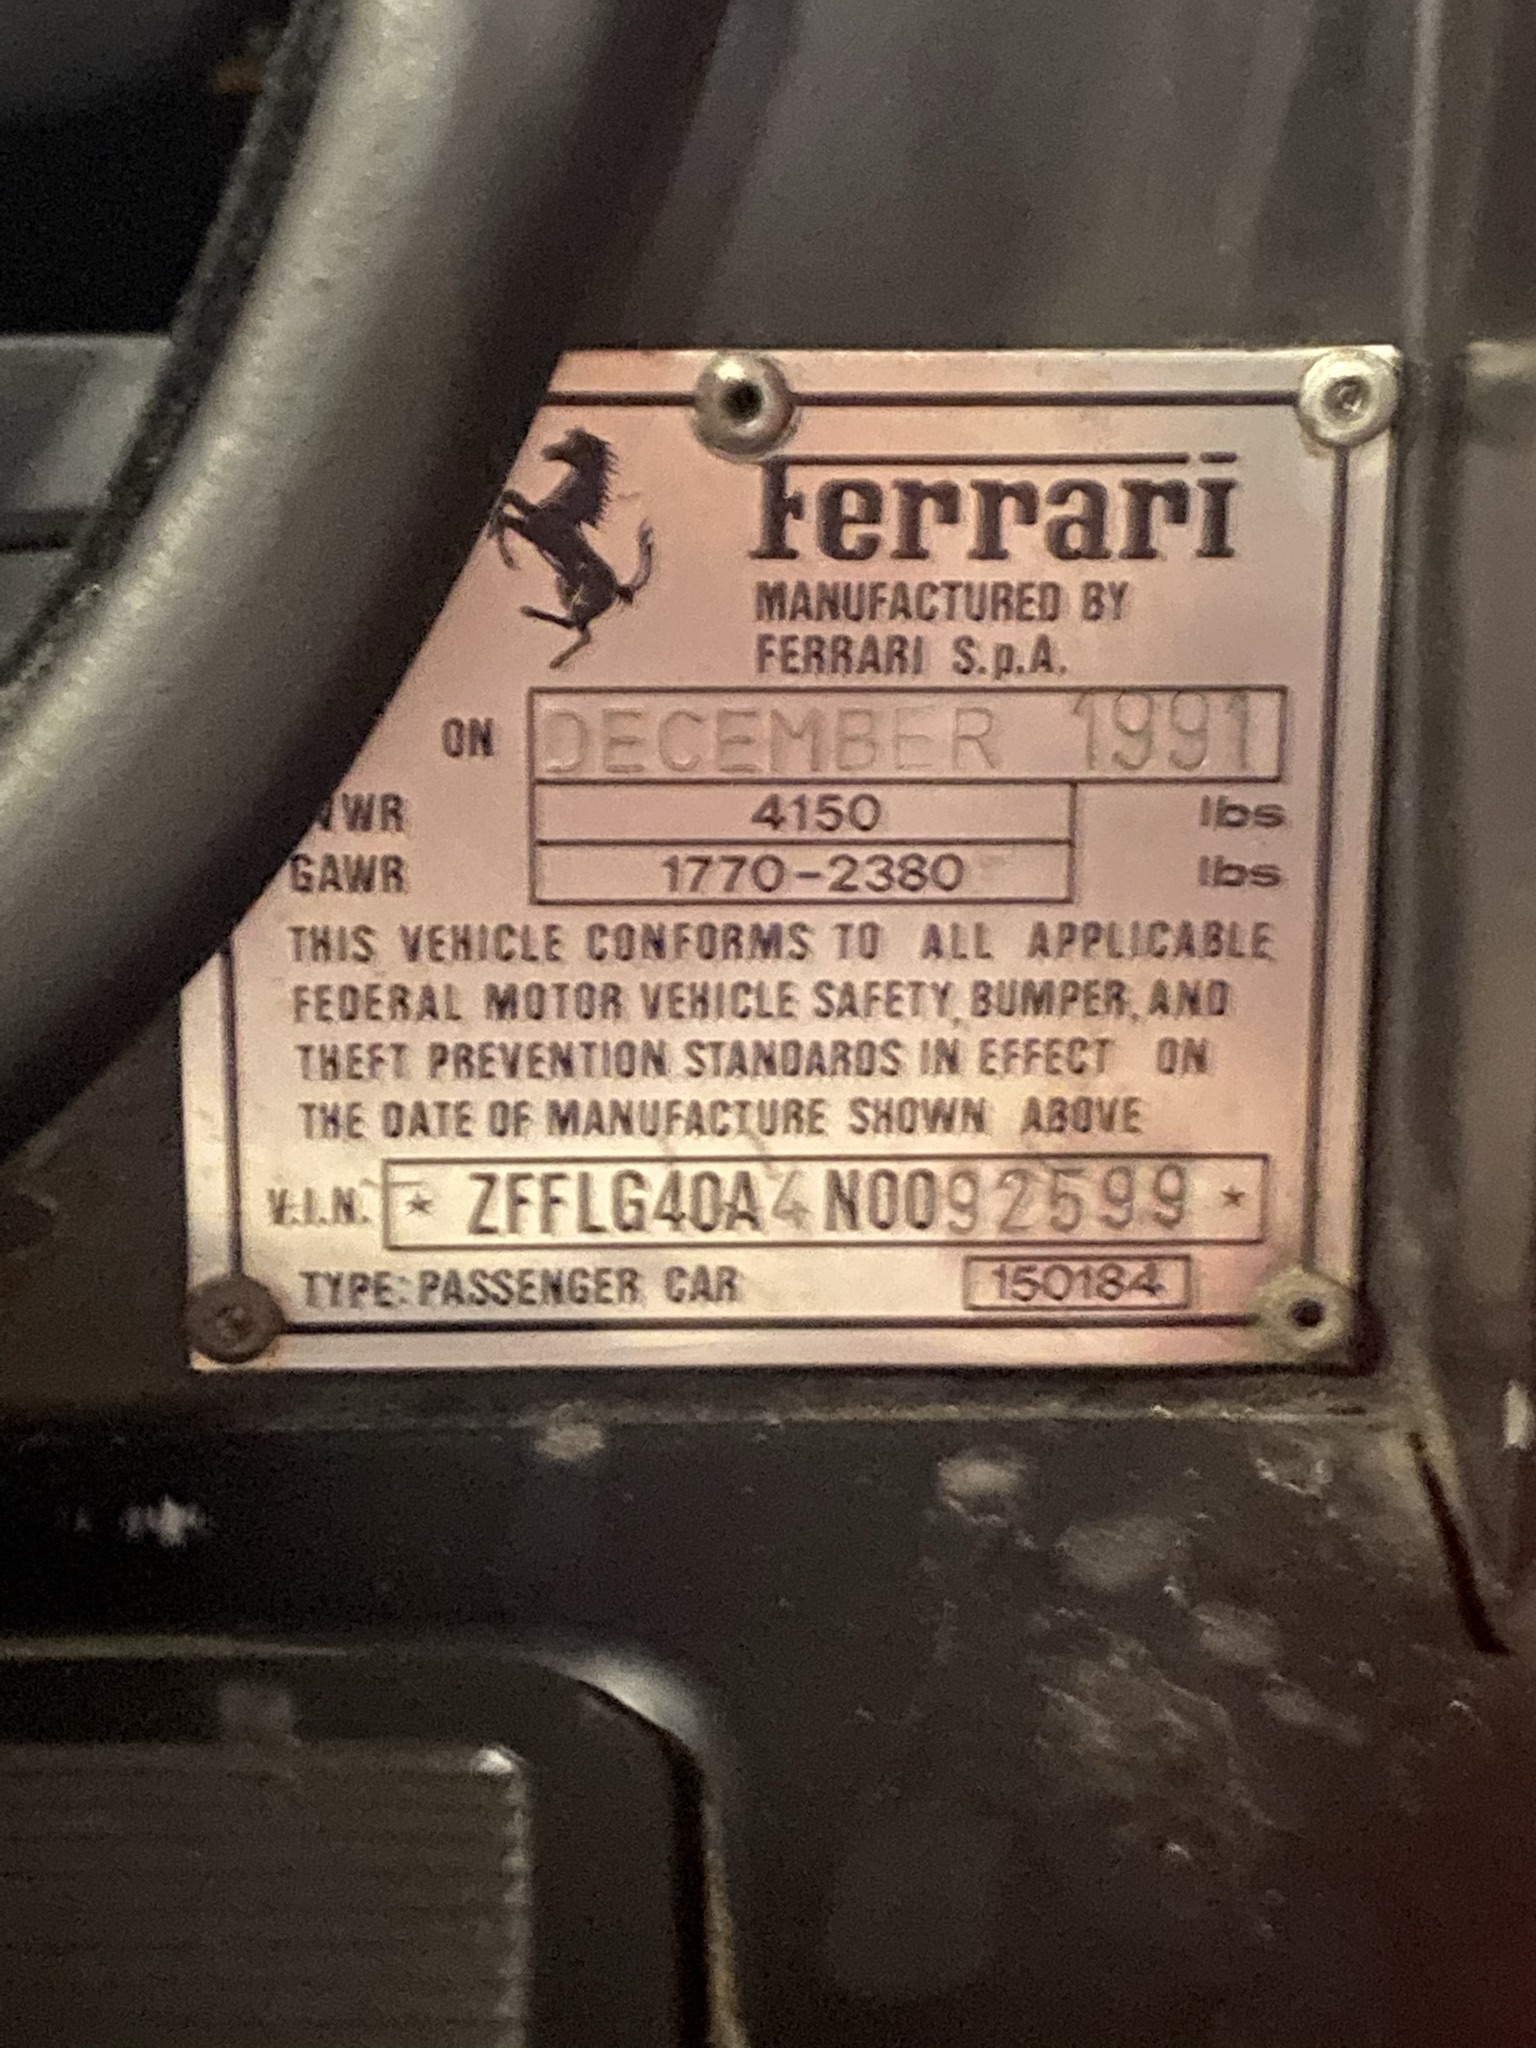 Ferrari
MANUFACTURED BY
FERRARI S.p.A.
ON DECEMBER 1991
4150 lbs
GAWR 1770-2380 lbs
THIS VEHICLE CONFORMS TO ALL APPLICABLE
FEDERAL MOTOR VEHICLE SAFETY, BUMPER, AND
THEFT PREVENTION STANDARDS IN EFFECT ON
THE DATE OF MANUFACTURE SHOWN ABOVE
V.I.N. * ZFFLG40A4N0092599 *
TYPE: PASSENGER CAR 150184